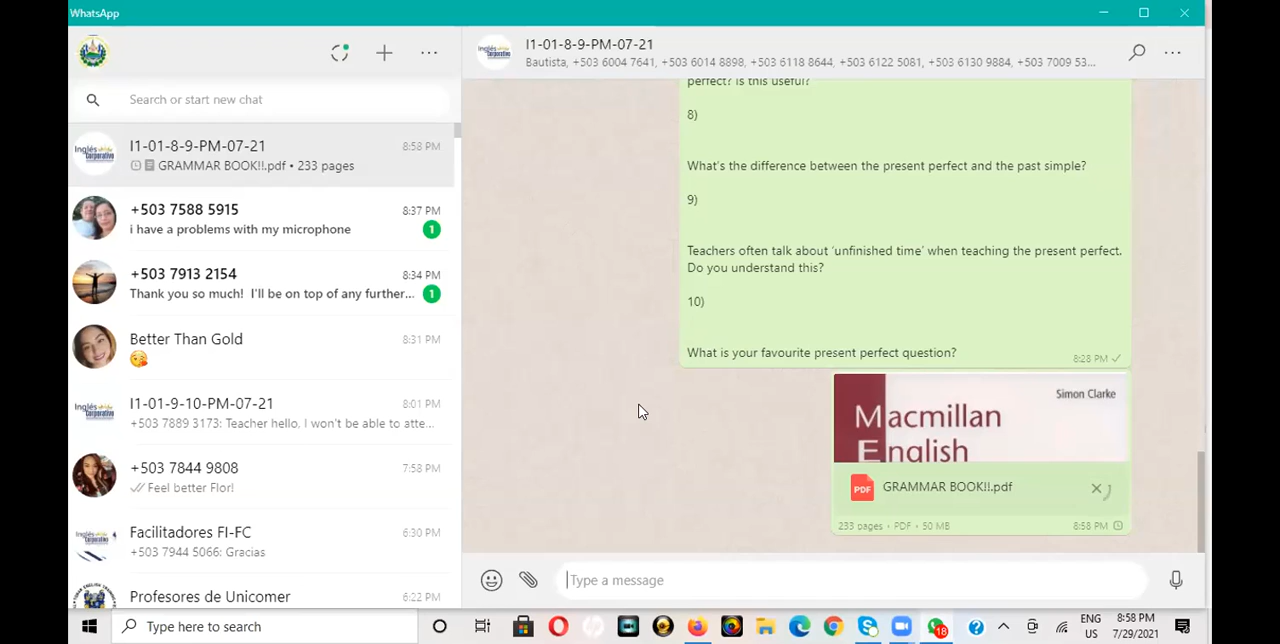 WhatsApp
Search or start new chat
I1-01-8-9-PM-07-21
8:58 PM
GRAMMAR BOOK!!.pdf • 233 pages
+503 7588 5915
8:37 PM
i have a problems with my microphone
1
+503 7913 2154
8:34 PM
Thank you so much! I'll be on top of any further...
1
Better Than Gold
8:31 PM
I1-01-9-10-PM-07-21
8:01 PM
+503 7889 3173: Teacher hello, I won't be able to atte...
+503 7844 9808
7:58 PM
Feel better Flor!
Facilitadores FI-FC
6:30 PM
+503 7944 5066: Gracias
Profesores de Unicomer
6:22 PM
I1-01-8-9-PM-07-21
Bautista, +503 6004 7641, +503 6014 8898, +503 6118 8644, +503 6122 5081, +503 6130 9884, +503 7009 53...
perfect? Is this useful?
8)
What's the difference between the present perfect and the past simple?
9)
Teachers often talk about 'unfinished time' when teaching the present perfect.
Do you understand this?
10)
What is your favourite present perfect question?
8:28 PM
Simon Clarke
Macmillan
English
PDF
GRAMMAR BOOK!!.pdf
233 pages • PDF • 50 MB
8:58 PM
Type a message
Type here to search
18
ENG
US
8:58 PM
7/29/2021